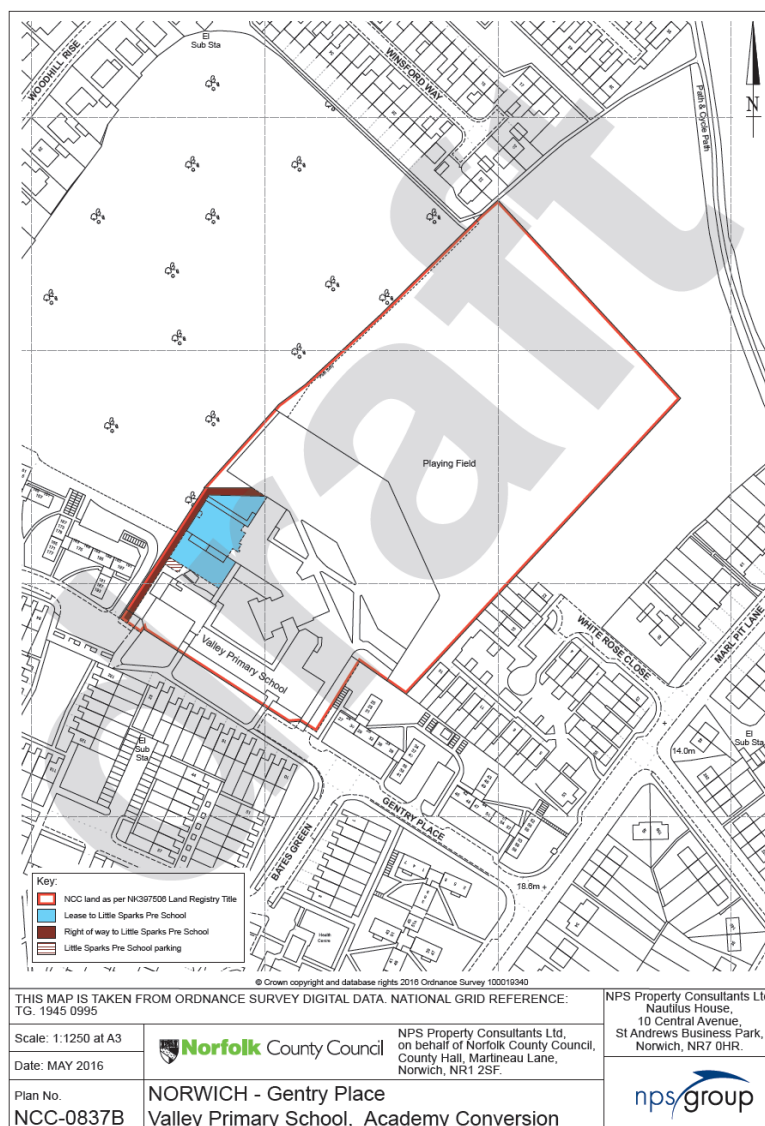 El
Sub Sta
WOODHILL RISE
WINSFORD WAY
Path & Cycle Path
N
Draft
Playing Field
Valley Primary School
WHITE ROSE CLOSE
MARL PIT LANE
El
Sub Sta
14.0m
El
Sub
Sta
GENTRY PLACE
BATES GREEN
18.6m +
Health
Centre
Key:
NCC land as per NK397506 Land Registry Title
Lease to Little Sparks Pre School
Right of way to Little Sparks Pre School
Little Sparks Pre School parking
© Crown copyright and database rights 2016 Ordnance Survey 100019340
THIS MAP IS TAKEN FROM ORDNANCE SURVEY DIGITAL DATA. NATIONAL GRID REFERENCE:
TG. 1945 0995
NPS Property Consultants Ltd
Nautilus House,
10 Central Avenue,
St Andrews Business Park,
Norwich, NR7 0HR.
Scale: 1:1250 at A3
Date: MAY 2016
Norfolk County Council
NPS Property Consultants Ltd,
on behalf of Norfolk County Council,
County Hall, Martineau Lane,
Norwich, NR1 2SF.
Plan No.
NCC-0837B
NORWICH - Gentry Place
Valley Primary School, Academy Conversion
nps group